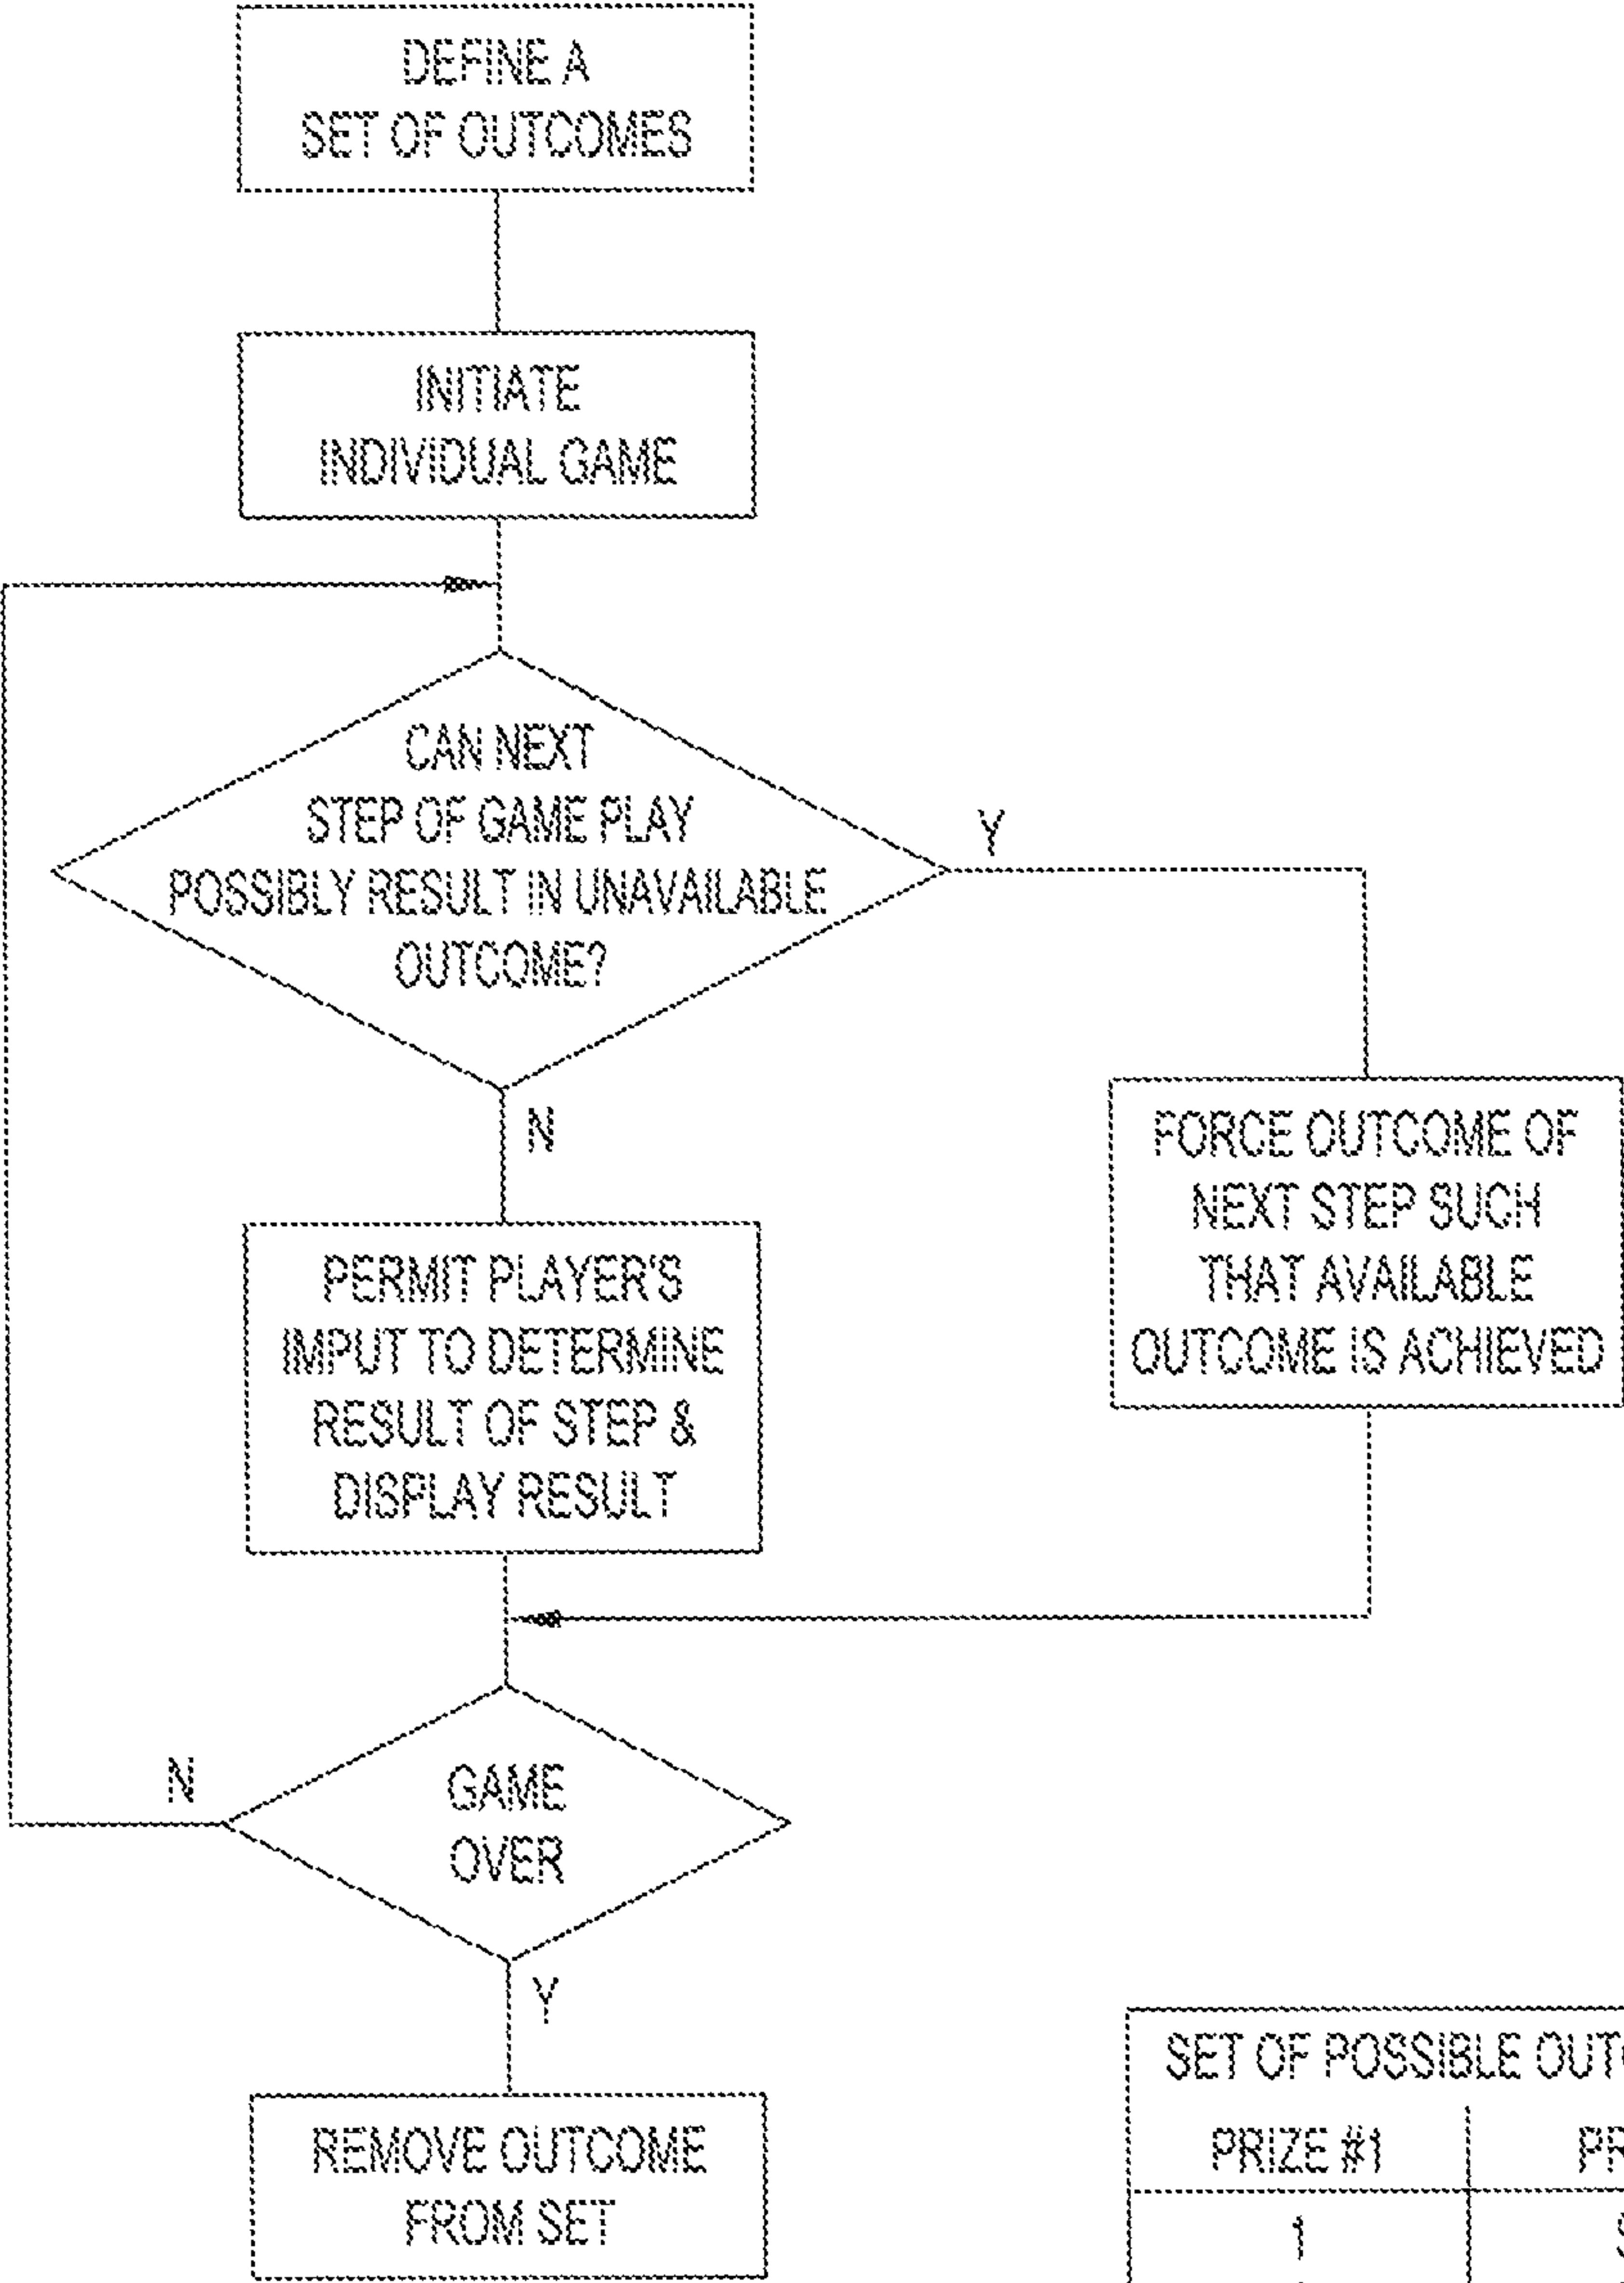 DEFINE A
SET OF OUTCOMES
INITIATE
INDIVIDUAL GAME
CAN NEXT
STEP OF GAME PLAY
POSSIBLY RESULT IN UNAVAILABLE
OUTCOME?
Y
N
FORCE OUTCOME OF
NEXT STEP SUCH
THAT AVAILABLE
OUTCOME IS ACHIEVED
PERMIT PLAYER'S
IMPUT TO DETERMINE
RESULT OF STEP &
DISPLAY RESULT
N
GAME
OVER
Y
REMOVE OUTCOME
FROM SET
SET OF POSSIBLE
PRIZE #1
1